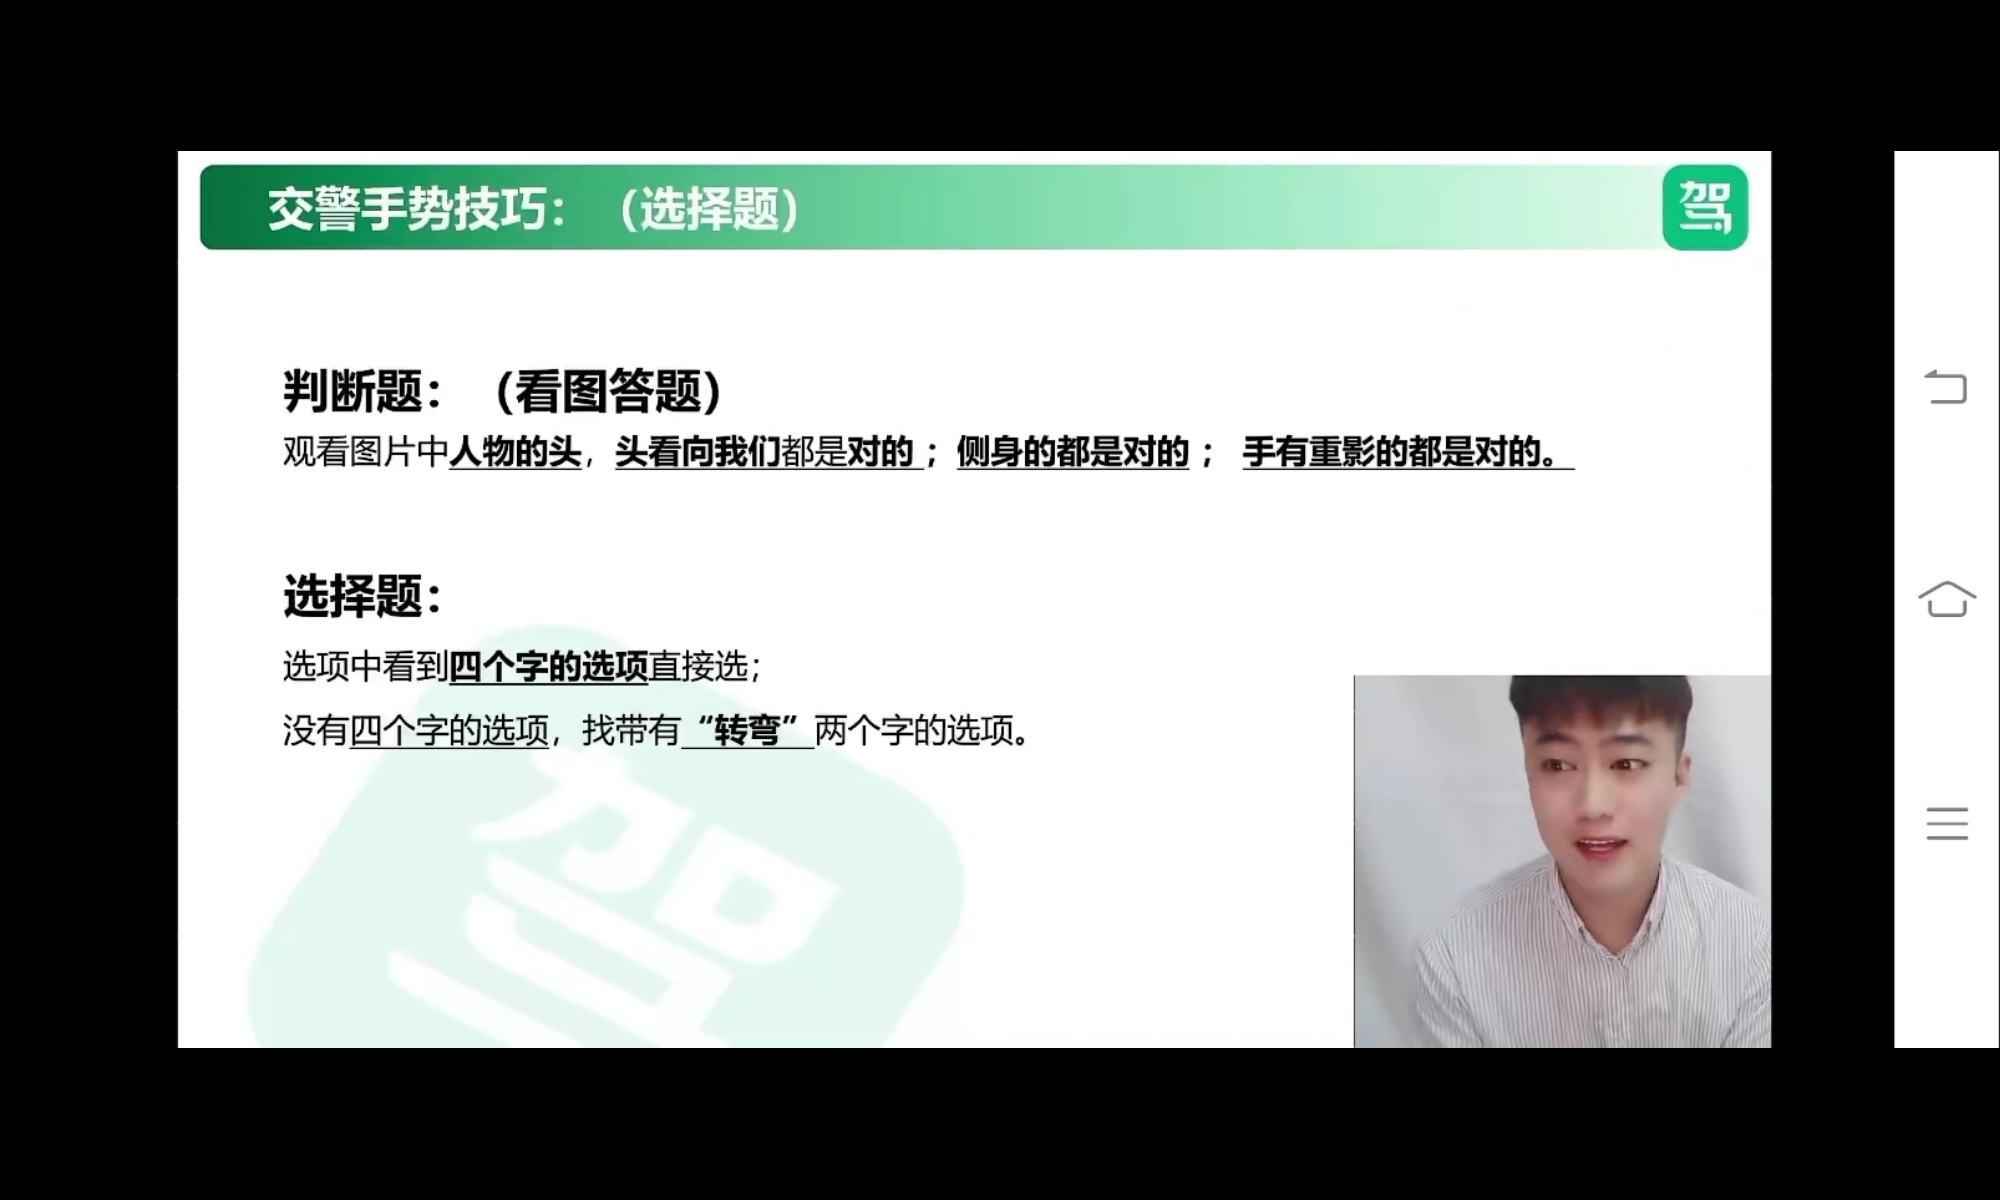 交警手势技巧：（选择题）
驾
判断题：（看图答题）
观看图片中人物的头，头看向我们都是对的；侧身的都是对的；手有重影的都是对的。
选择题：
选项中看到四个字的选项直接选；
没有四个字的选项，找带有“转弯”两个字的选项。
驾